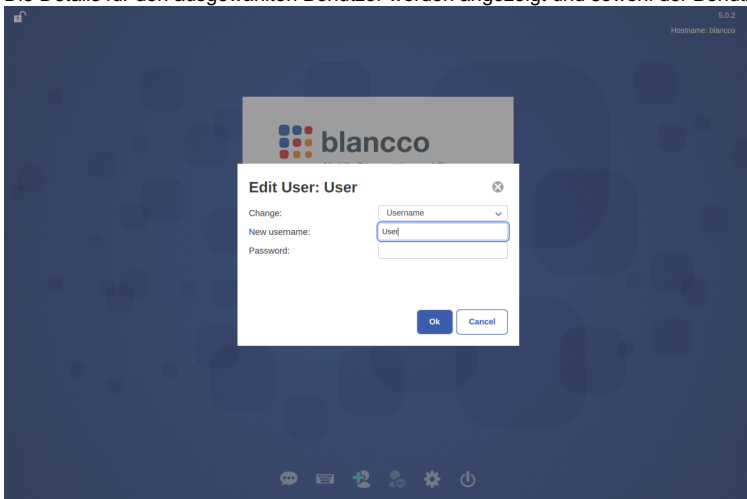 5.0.2
Hostname: blancco
blancco
Edit User: User
Change:
Username
New username:
User
Password:
Ok
Cancel